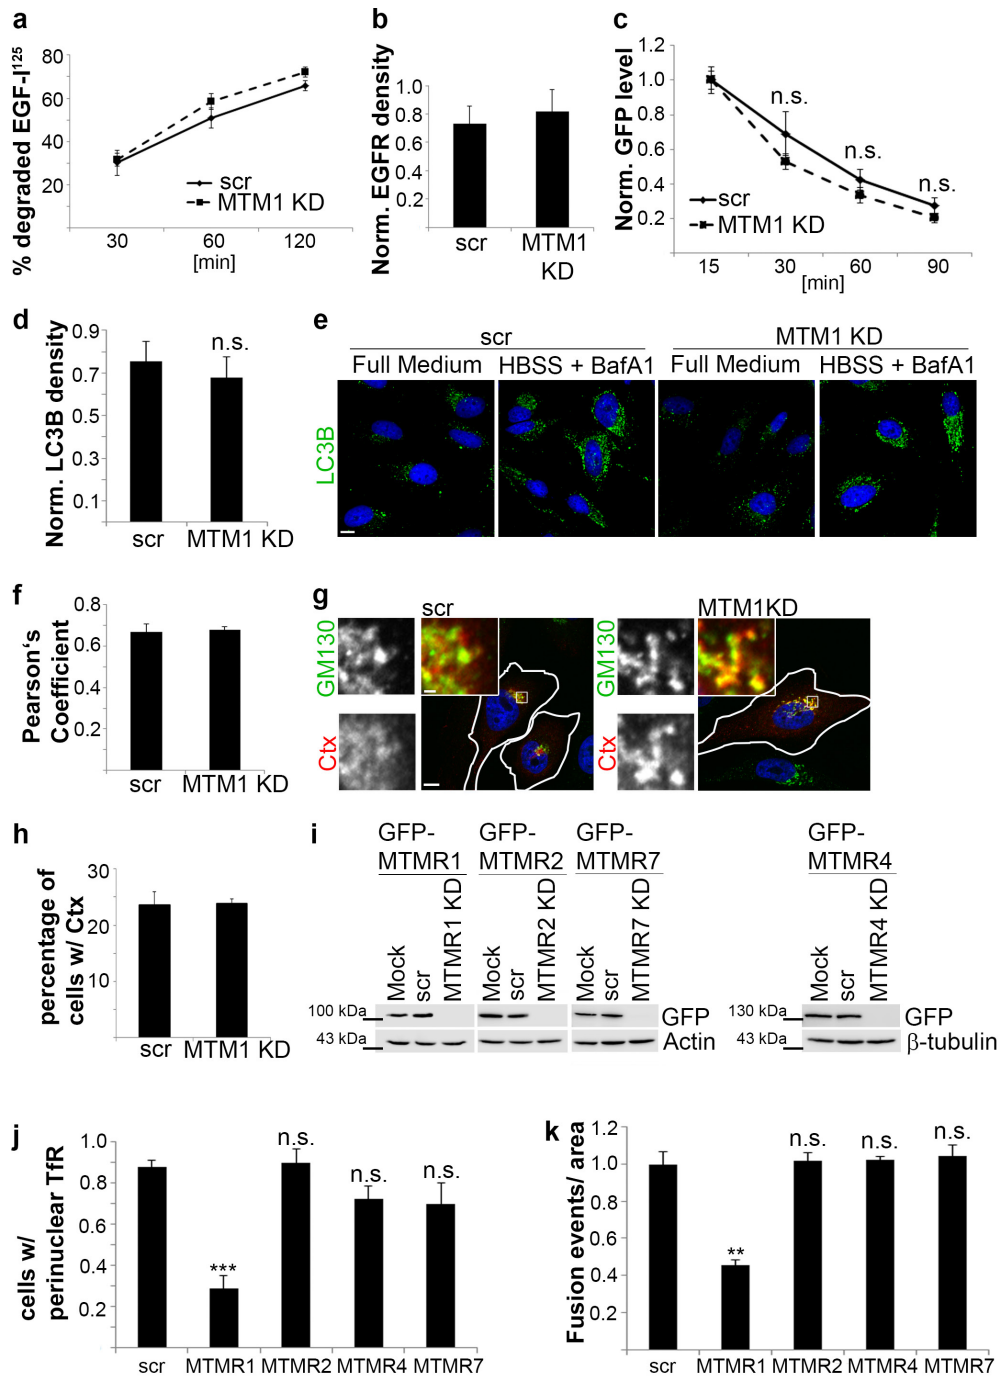 a
% degraded EGF-I125
80
60
40
20
scr
MTM1 KD
30 60 120
[min]
b
Norm. EGFR density
1.0
0.8
0.6
0.4
0.2
scr MTM1 KD
c
Norm. GFP level
1.2
1.0
0.8
0.6
0.4
0.2
n.s.
n.s.
n.s.
scr
MTM1 KD
15 30 60 90
[min]
d
Norm. LC3B density
0.9
0.7
0.5
0.3
0.1
n.s.
scr MTM1 KD
e
scr MTM1 KD
Full Medium HBSS + BafA1 Full Medium HBSS + BafA1
LC3B
f
Pearson‘s
Coefficient
0.8
0.6
0.4
0.2
scr MTM1 KD
g
scr MTM1KD
GM130 GM130
Ctx Ctx
h
percentage of
cells w/ Ctx
30
20
10
scr MTM1 KD
i
GFP- GFP- GFP- GFP-
MTMR1 MTMR2 MTMR7 MTMR4
Mock scr MTMR1 KD Mock scr MTMR2 KD Mock scr MTMR7 KD Mock scr MTMR4 KD
100 kDa GFP 130 kDa GFP
43 kDa Actin 43 kDa β-tubulin
j
cells w/
perinuclear TfR
1.0
0.8
0.6
0.4
0.2
***
n.s.
n.s.
n.s.
scr MTMR1 MTMR2 MTMR4 MTMR7
k
Fusion events/ area
1.2
1.0
0.8
0.6
0.4
0.2
**
n.s.
n.s.
n.s.
scr MTMR1 MTMR2 MTMR4 MTMR7